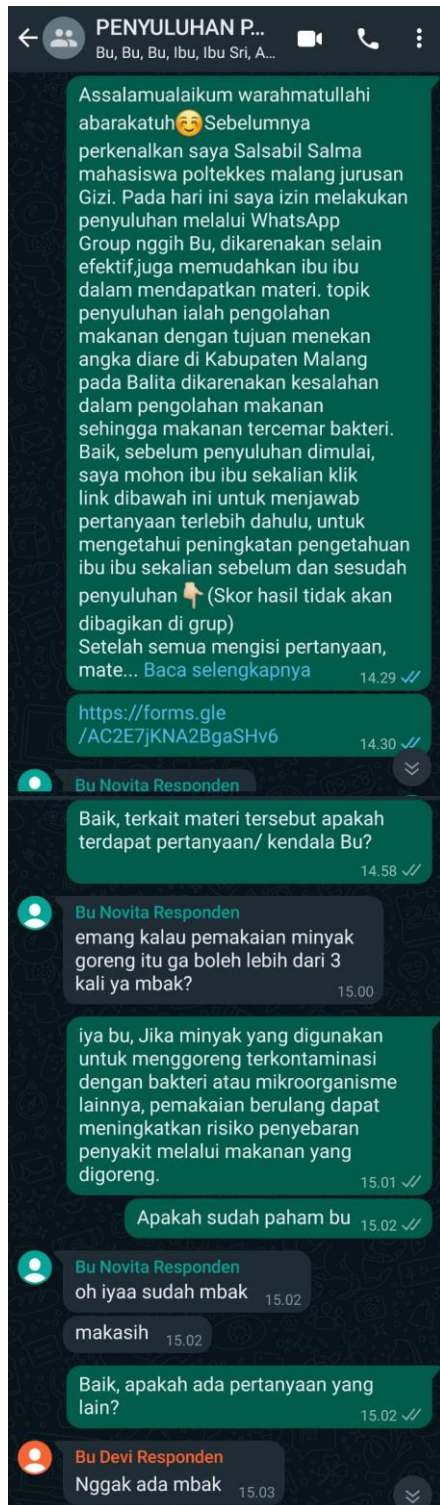 PENYULUHAN P...
Bu, Bu, Bu, Ibu, Ibu Sri, A...
Assalamualaikum warahmatullahi
abarakatuh😊Sebelumnya
perkenalkan saya Salsabil Salma
mahasiswa poltekkes malang jurusan
Gizi. Pada hari ini saya izin melakukan
penyuluhan melalui WhatsApp
Group nggih Bu, dikarenakan selain
efektif,juga memudahkan ibu ibu
dalam mendapatkan materi. topik
penyuluhan ialah pengolahan
makanan dengan tujuan menekan
angka diare di Kabupaten Malang
pada Balita dikarenakan kesalahan
dalam pengolahan makanan
sehingga makanan tercemar bakteri.
Baik, sebelum penyuluhan dimulai,
saya mohon ibu ibu sekalian klik
link dibawah ini untuk menjawab
pertanyaan terlebih dahulu, untuk
mengetahui peningkatan pengetahuan
ibu ibu sekalian sebelum dan sesudah
penyuluhan👇🏻(Skor hasil tidak akan
dibagikan di grup)
Setelah semua mengisi pertanyaan,
mate... Baca selengkapnya
14.29
https://forms.gle
/AC2E7jKNA2BgaSHv6
14.30
Bu Novita Responden
Baik, terkait materi tersebut apakah
terdapat pertanyaan/ kendala Bu?
14.58
Bu Novita Responden
emang kalau pemakaian minyak
goreng itu ga boleh lebih dari 3
kali ya mbak?
15.00
iya bu, Jika minyak yang digunakan
untuk menggoreng terkontaminasi
dengan bakteri atau mikroorganisme
lainnya, pemakaian berulang dapat
meningkatkan risiko penyebaran
penyakit melalui makanan yang
digoreng.
15.01
Apakah sudah paham bu 15.02
Bu Novita Responden
oh iyaa sudah mbak 15.02
makasih 15.02
Baik, apakah ada pertanyaan yang
lain?
15.02
Bu Devi Responden
Nggak ada mbak 15.03